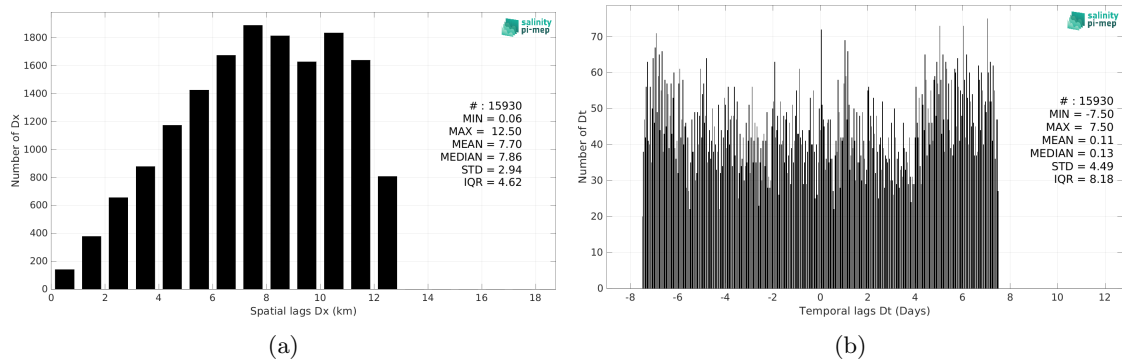 1800
1600
1400
1200
1000
800
600
400
200
0
Number of Dx
salinity
pi-mep
# : 15930
MIN = 0.06
MAX = 12.50
MEAN = 7.70
MEDIAN = 7.86
STD = 2.94
IQR = 4.62
0 2 4 6 8 10 12 14 16 18
Spatial lags Dx (km)
(a)
70
60
50
40
30
20
10
0
Number of Dt
salinity
pi-mep
# : 15930
MIN = -7.50
MAX = 7.50
MEAN = 0.11
MEDIAN = 0.13
STD = 4.49
IQR = 8.18
-8 -6 -4 -2 0 2 4 6 8 10 12
Temporal lags Dt (Days)
(b)